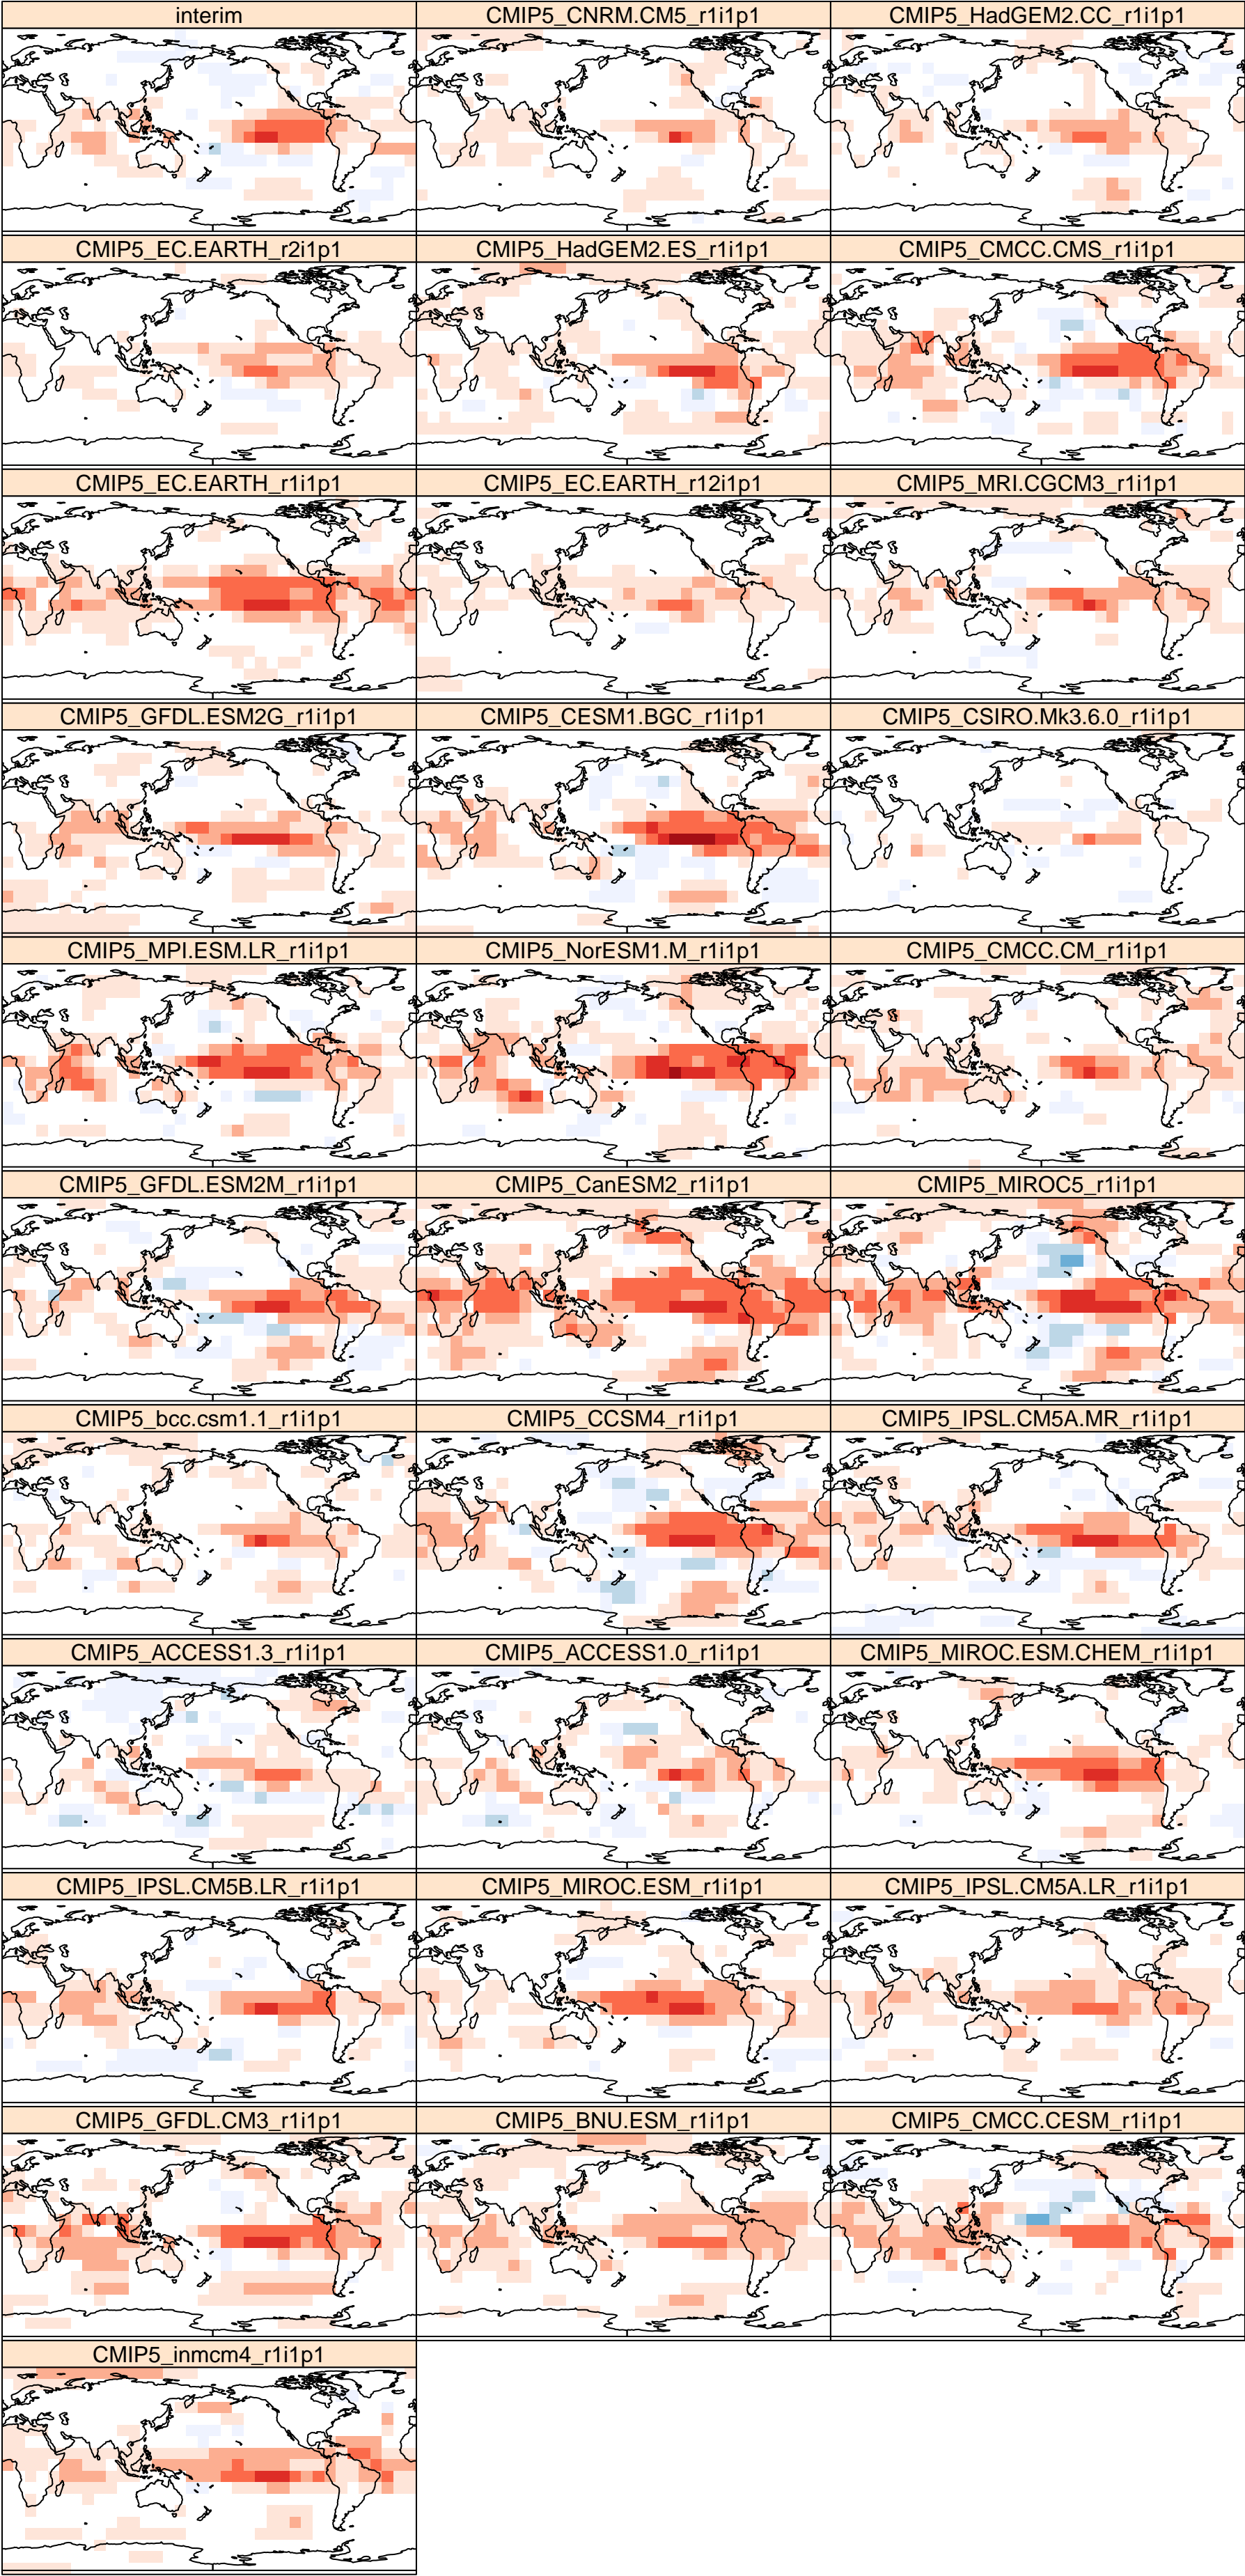 interim
CMIP5_CNRM.CM5_r1i1p1
CMIP5_HadGEM2.CC_r1i1p1
CMIP5_EC.EARTH_r2i1p1
CMIP5_HadGEM2.ES_r1i1p1
CMIP5_CMCC.CMS_r1i1p1
CMIP5_EC.EARTH_r1i1p1
CMIP5_EC.EARTH_r12i1p1
CMIP5_MRI.CGCM3_r1i1p1
CMIP5_GFDL.ESM2G_r1i1p1
CMIP5_CESM1.BGC_r1i1p1
CMIP5_CSIRO.Mk3.6.0_r1i1p1
CMIP5_MPI.ESM.LR_r1i1p1
CMIP5_NorESM1.M_r1i1p1
CMIP5_CMCC.CM_r1i1p1
CMIP5_GFDL.ESM2M_r1i1p1
CMIP5_CanESM2_r1i1p1
CMIP5_MIROC5_r1i1p1
CMIP5_bcc.csm1.1_r1i1p1
CMIP5_CCSM4_r1i1p1
CMIP5_IPSL.CM5A.MR_r1i1p1
CMIP5_ACCESS1.3_r1i1p1
CMIP5_ACCESS1.0_r1i1p1
CMIP5_MIROC.ESM.CHEM_r1i1p1
CMIP5_IPSL.CM5B.LR_r1i1p1
CMIP5_MIROC.ESM_r1i1p1
CMIP5_IPSL.CM5A.LR_r1i1p1
CMIP5_GFDL.CM3_r1i1p1
CMIP5_BNU.ESM_r1i1p1
CMIP5_CMCC.CESM_r1i1p1
CMIP5_inmcm4_r1i1p1